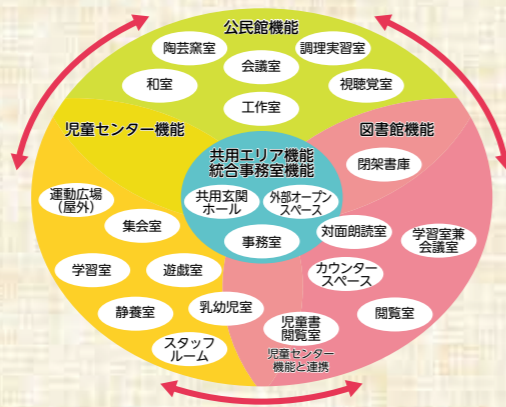 公民館機能
陶芸窯室
調理実習室
会議室
和室
視聴覚室
工作室
児童センター機能
図書館機能
共用エリア機能
統合事務室機能
閉架書庫
共用玄関
ホール
外部オープン
スペース
事務室
運動広場
(屋外)
集会室
学習室
遊戯室
静養室
乳幼児室
スタッフ
ルーム
対面朗読室
学習室兼
会議室
カウンター
スペース
閲覧室
児童書
閲覧室
児童センター
機能と連携